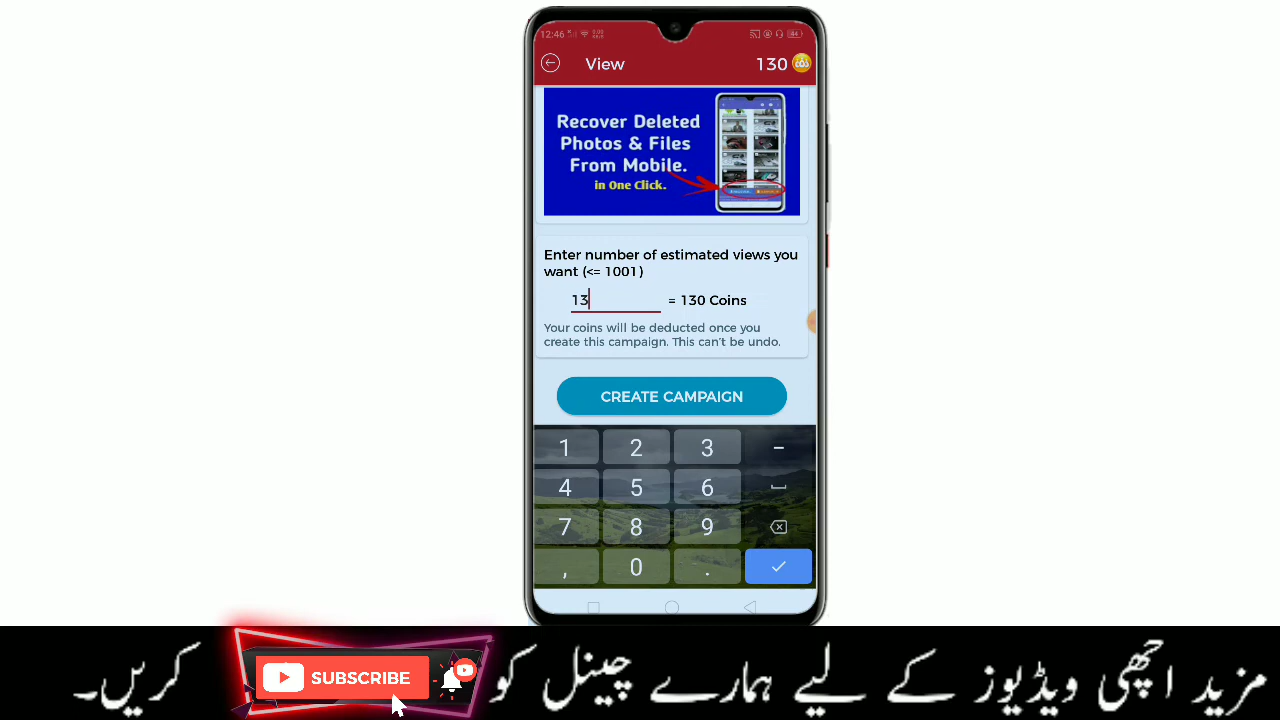 12:46
84
View
130
Recover Deleted
Photos & Files
From Mobile.
in One Click.
Enter number of estimated views you
want (<= 1001)
13 = 130 Coins
Your coins will be deducted once you
create this campaign. This can't be undo.
CREATE CAMPAIGN
1 2 3 -
4 5 6
7 8 9
, 0 .
مزید اچھی ویڈیوز کے لیے ہمارے چینل کو SUBSCRIBE کریں۔